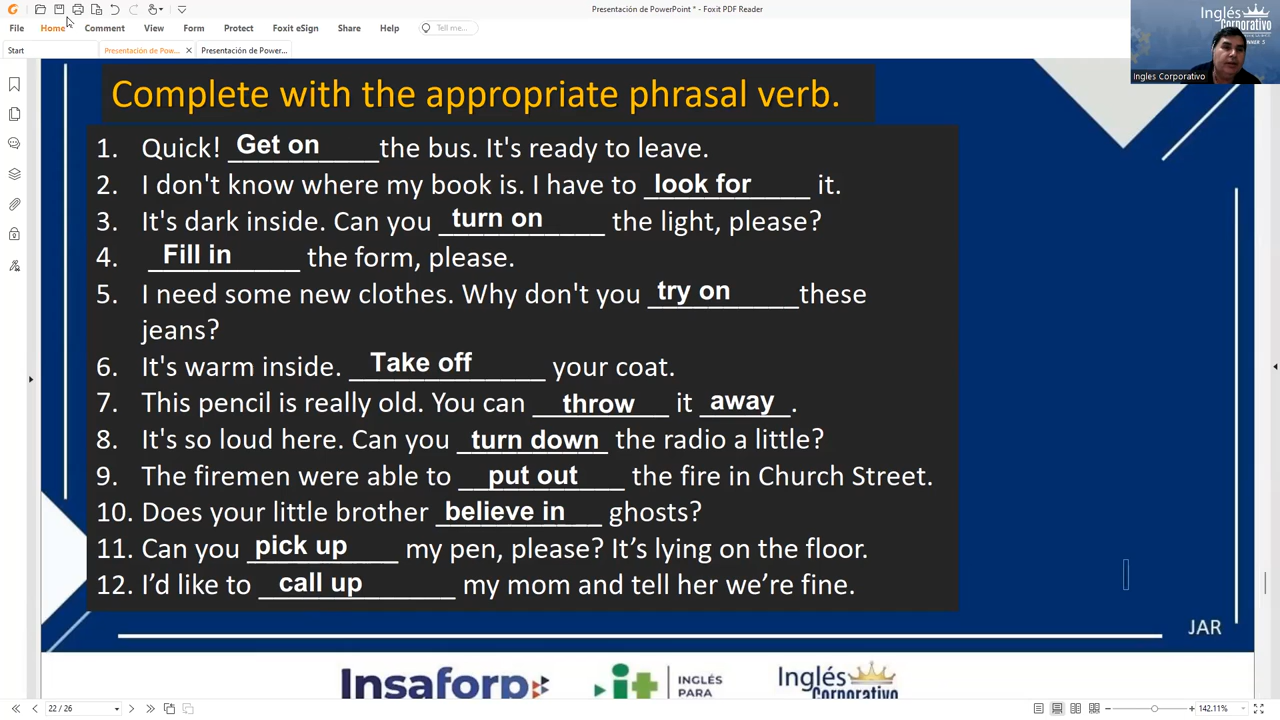 Presentación de PowerPoint * - Foxit PDF Reader
File Home Comment View Form Protect Foxit eSign Share Help Tell me...
Start Presentación de Pow... × Presentación de Power...
Inglés
Corporativo
Ingles Corporativo
Complete with the appropriate phrasal verb.
1. Quick! Get on the bus. It's ready to leave.
2. I don't know where my book is. I have to look for it.
3. It's dark inside. Can you turn on the light, please?
4. Fill in the form, please.
5. I need some new clothes. Why don't you try on these
jeans?
6. It's warm inside. Take off your coat.
7. This pencil is really old. You can throw it away.
8. It's so loud here. Can you turn down the radio a little?
9. The firemen were able to put out the fire in Church Street.
10. Does your little brother believe in ghosts?
11. Can you pick up my pen, please? It’s lying on the floor.
12. I’d like to call up my mom and tell her we’re fine.
JAR
Insaforp it INGLÉS PARA Inglés
Corporativo
22 / 26 142.11%